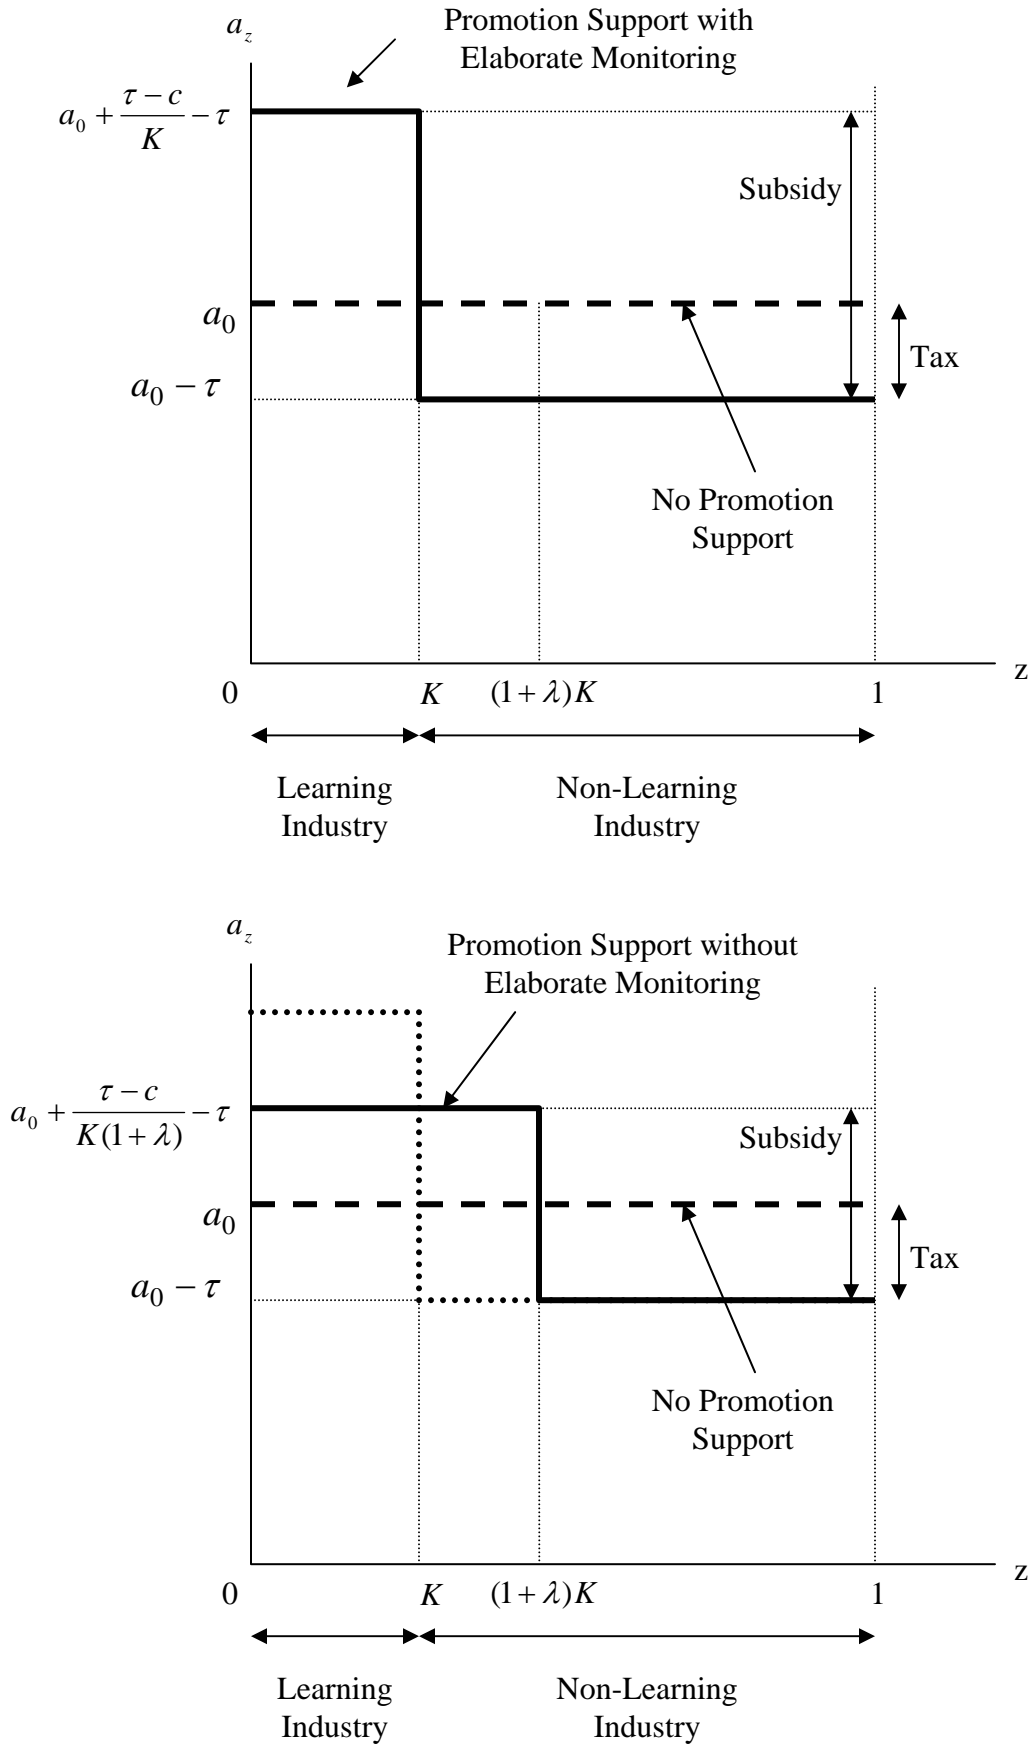 a_z
Promotion Support with
Elaborate Monitoring
a_0 + \frac{τ − c}{K} − τ
Subsidy
a_0
Tax
a_0 − τ
No Promotion
Support
0
K
(1 + λ)K
1
z
Learning
Industry
Non-Learning
Industry
a_z
Promotion Support without
Elaborate Monitoring
a_0 + \frac{τ − c}{K(1 + λ)} − τ
Subsidy
a_0
Tax
a_0 − τ
No Promotion
Support
0
K
(1 + λ)K
1
z
Learning
Industry
Non-Learning
Industry